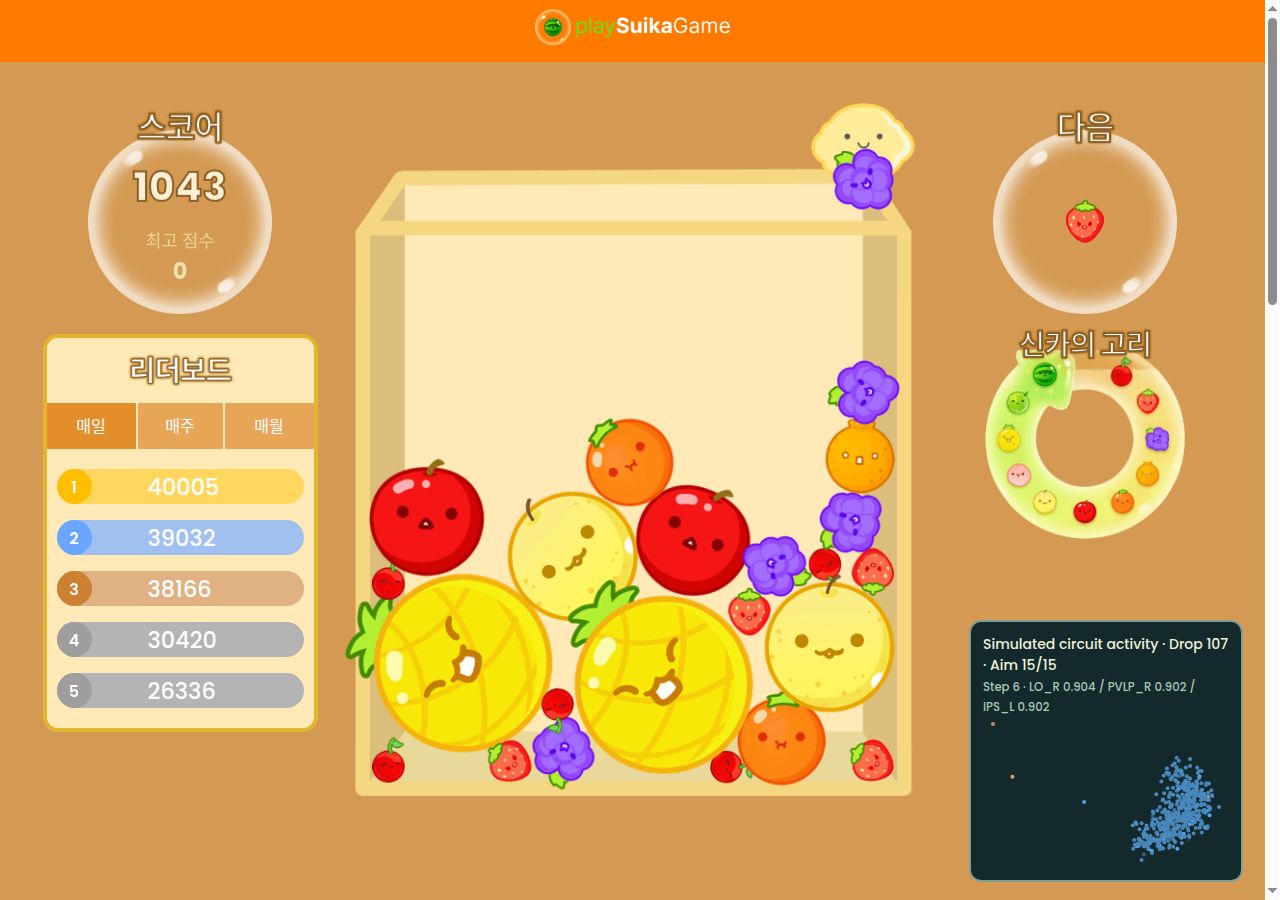 playSuikaGame
스코어
1043
최고 점수
0
다음
리더보드
매일 매주 매월
1 40005
2 39032
3 38166
4 30420
5 26336
신카의 고리
Simulated circuit activity · Drop 107
· Aim 15/15
Step 6 · LO_R 0.904 / PVLP_R 0.902 /
IPS_L 0.902